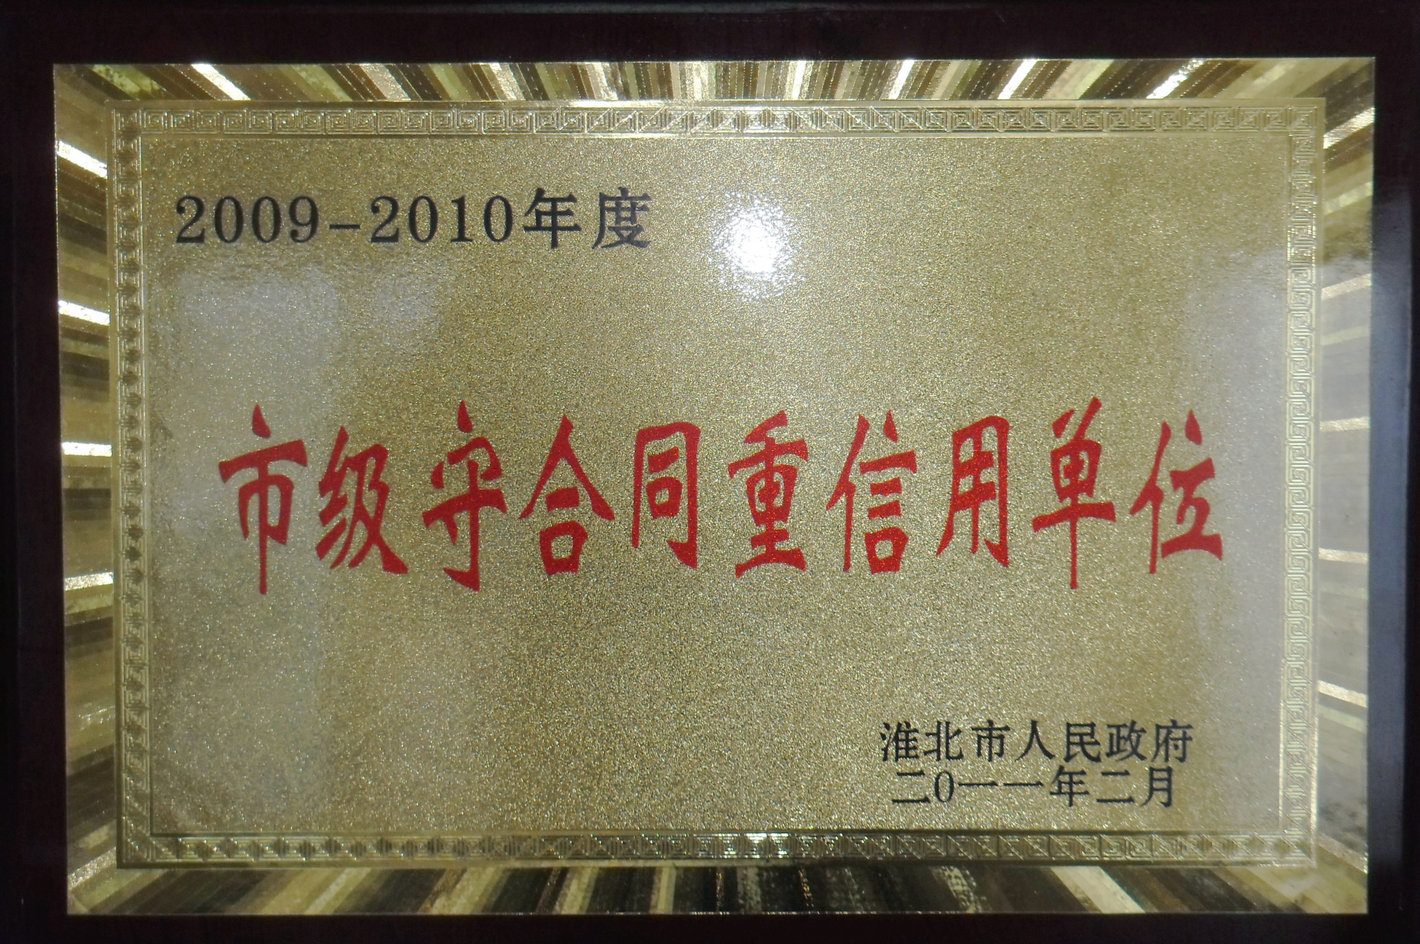 2009-2010年度
市级守合同重信用单位
淮北市人民政府
二0一一年二月